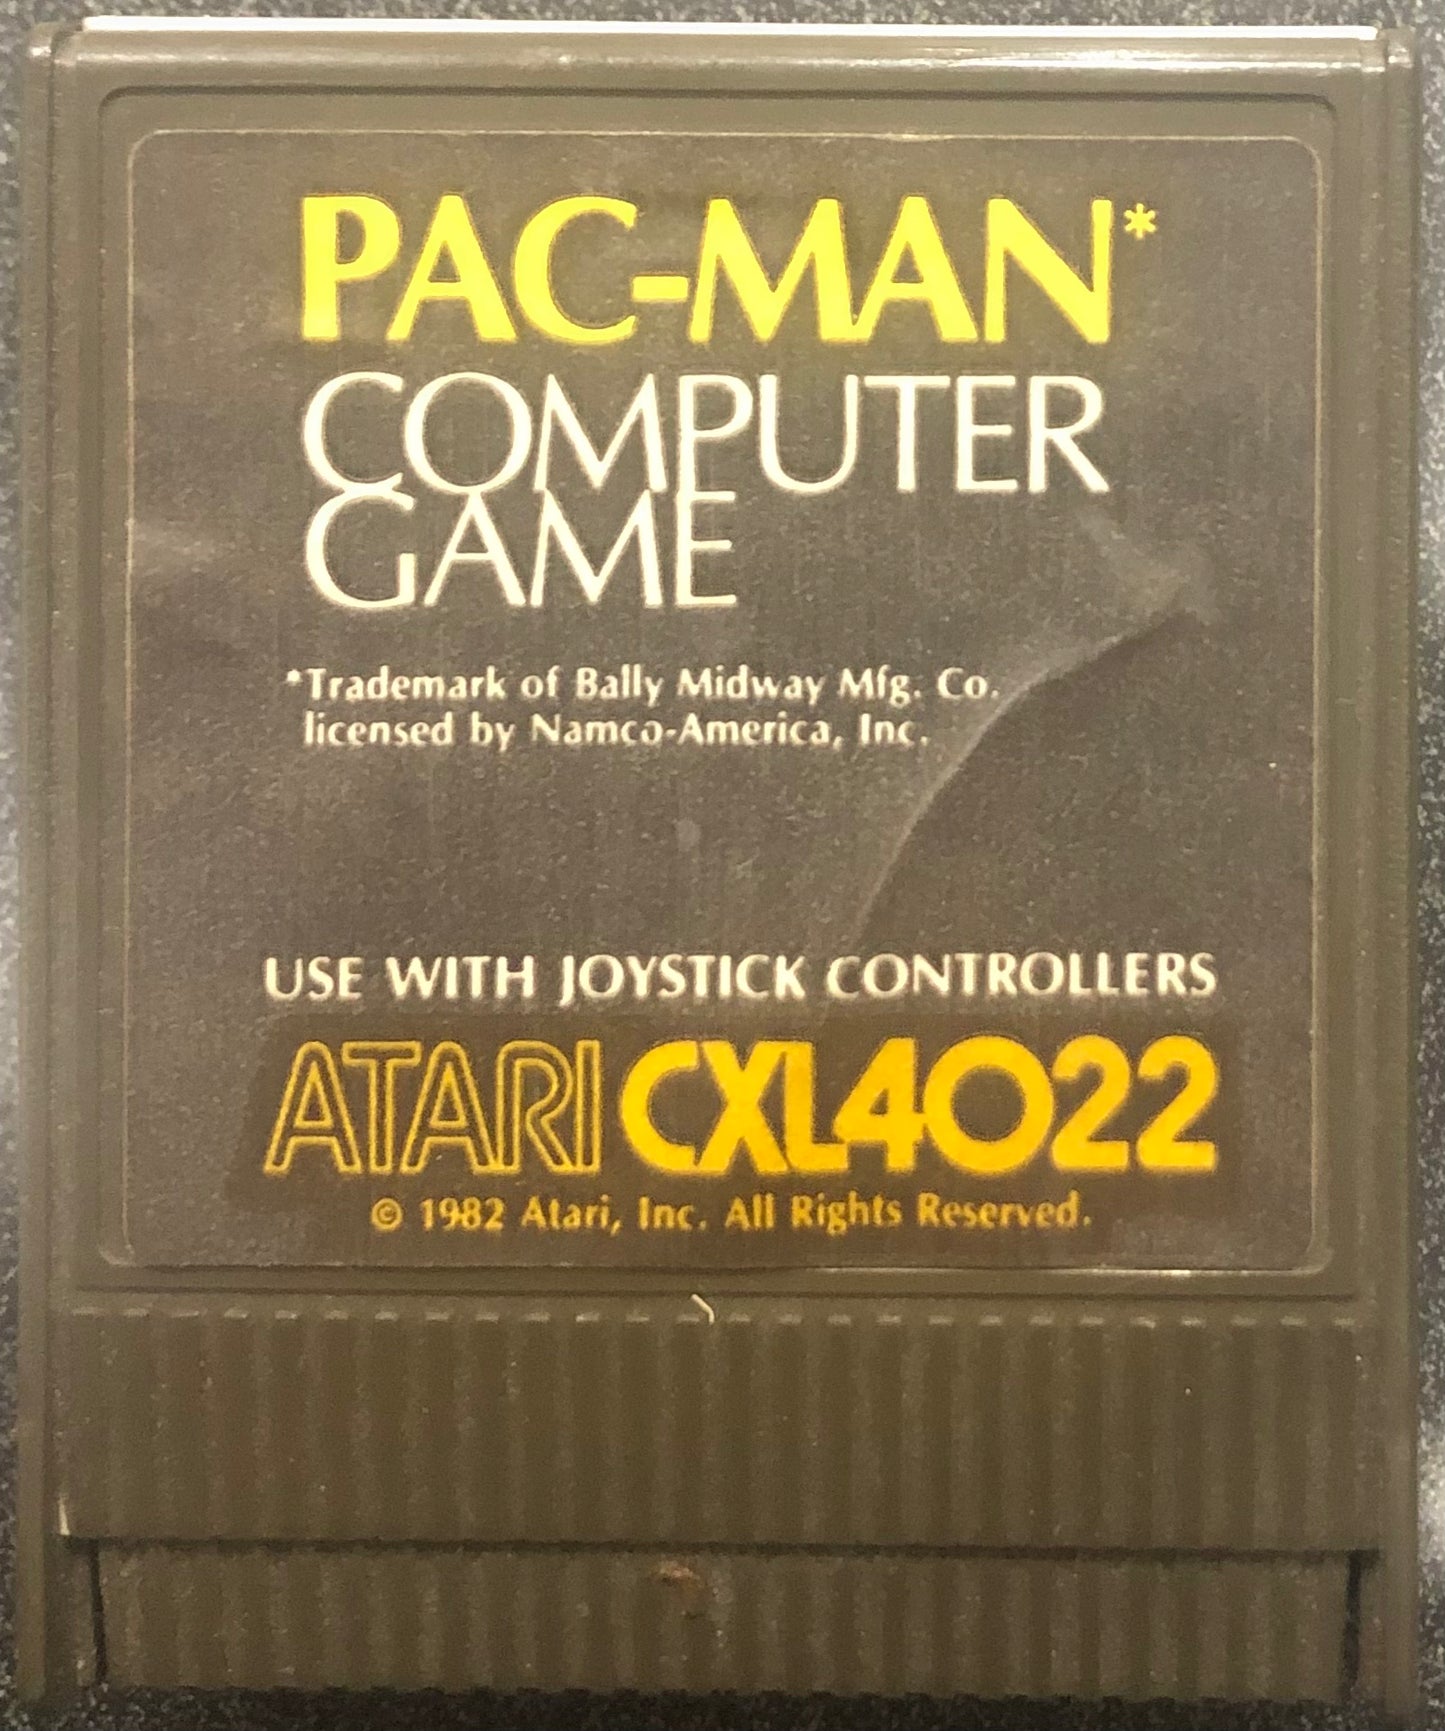 PAC-MAN*
COMPUTER
GAME
*Trademark of Bally Midway Mfg. Co.
licensed by Namco-America, Inc.
USE WITH JOYSTICK CONTROLLERS
ATARI CXL4022
© 1982 Atari, Inc. All Rights Reserved.